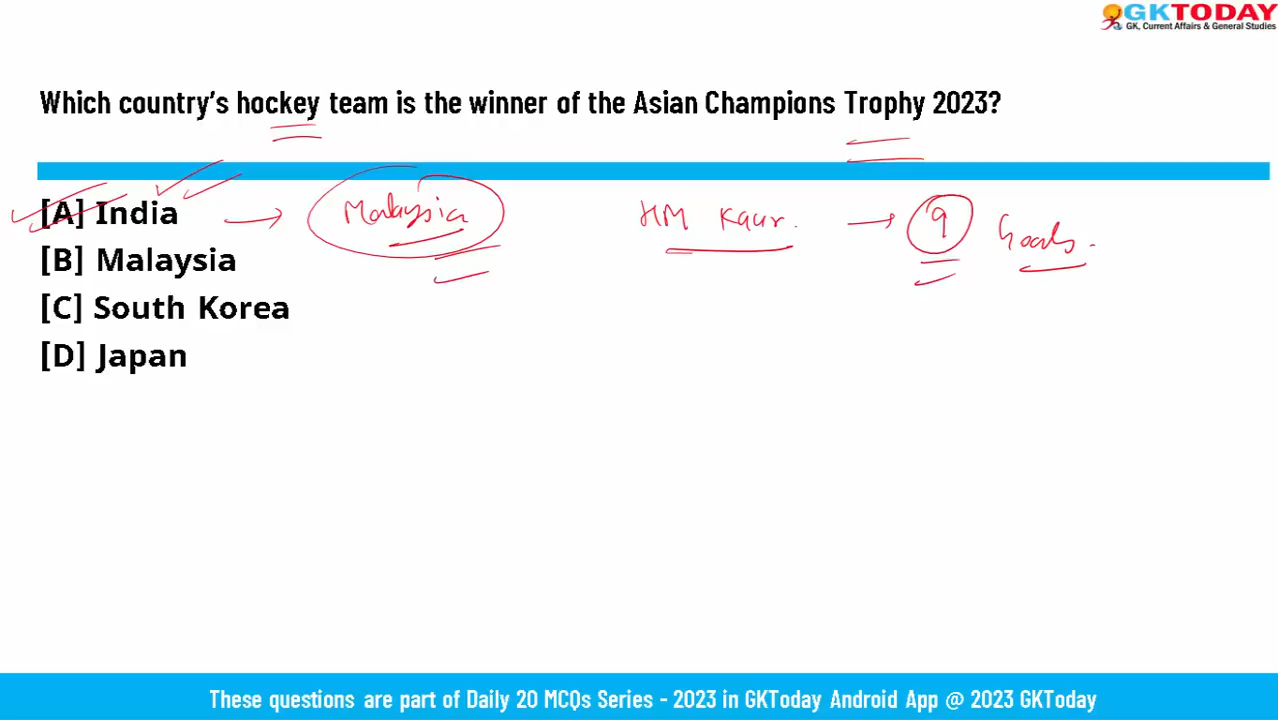 GKTODAY
GK, Current Affairs & General Studies
Which country's hockey team is the winner of the Asian Champions Trophy 2023?
[A] India → Malaysia HM Kaur. → 9 Goals.
[B] Malaysia
[C] South Korea
[D] Japan
These questions are part of Daily 20 MCQs Series - 2023 in GKToday Android App @ 2023 GKToday